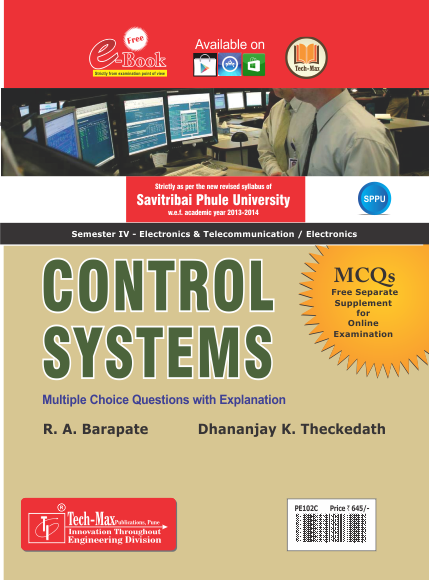 Free
e-Book
Strictly from examination point of view
Available on
Tech-Max
Strictly as per the new revised syllabus of
Savitribai Phule University
w.e.f. academic year 2013-2014
SPPU
Semester IV - Electronics & Telecommunication / Electronics
CONTROL
SYSTEMS
MCQs
Free Separate
Supplement
for
Online
Examination
Multiple Choice Questions with Explanation
R. A. Barapate
Dhananjay K. Theckedath
®
Tech-Max Publications, Pune
Innovation Throughout
Engineering Division
PE102C Price ₹ 645/-